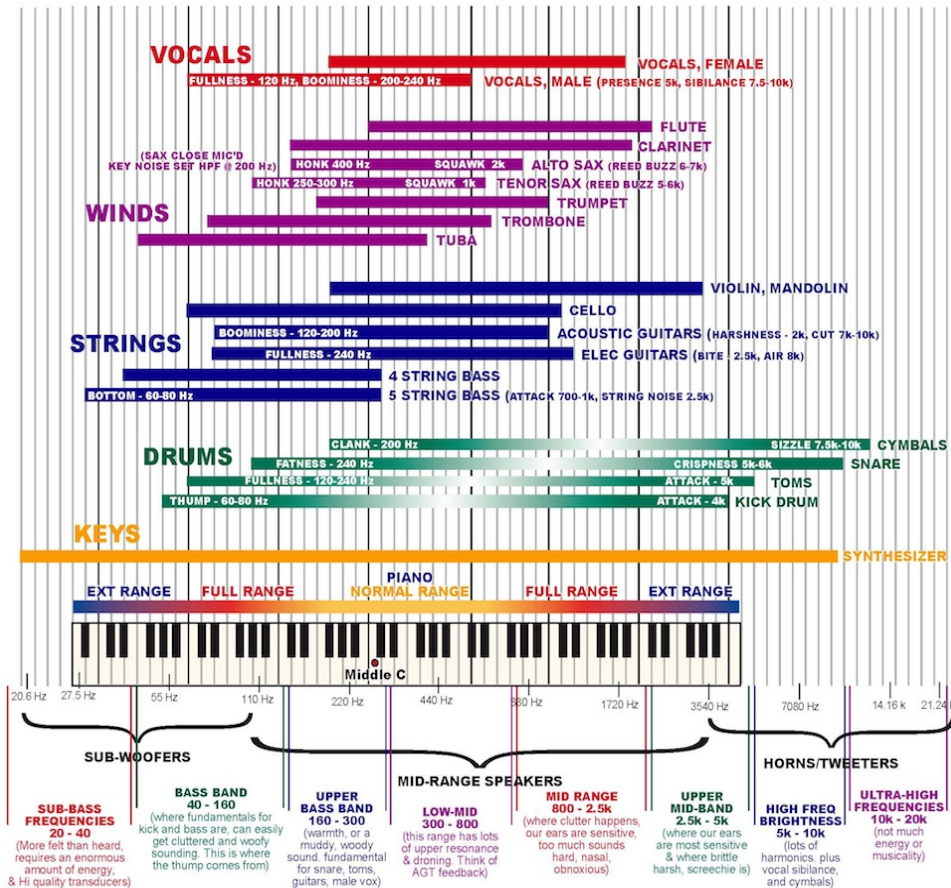 VOCALS
VOCALS, FEMALE
FULLNESS - 120 Hz, BOOMINESS - 200-240 Hz
VOCALS, MALE (PRESENCE 5k, SIBILANCE 7.5-10k)
FLUTE
CLARINET
(SAX CLOSE MIC'D
KEY NOISE SET HPF @ 200 Hz)
HONK 400 Hz SQUAWK 2k ALTO SAX (REED BUZZ 6-7k)
HONK 250-300 Hz SQUAWK 1k TENOR SAX (REED BUZZ 5-6k)
TRUMPET
WINDS
TROMBONE
TUBA
VIOLIN, MANDOLIN
CELLO
BOOMINESS - 120-200 Hz ACOUSTIC GUITARS (HARSHNESS - 2k, CUT 7k-10k)
STRINGS
FULLNESS - 240 Hz ELEC GUITARS (BITE - 2.5k, AIR 8k)
4 STRING BASS
BOTTOM - 60-80 Hz 5 STRING BASS (ATTACK 700-1k, STRING NOISE 2.5k)
CLANK - 200 Hz SIZZLE 7.5k-10k CYMBALS
DRUMS
FATNESS - 240 Hz CRISPNESS 5k-6k SNARE
FULLNESS - 120-240 Hz ATTACK - 5k TOMS
THUMP - 60-80 Hz ATTACK - 4k KICK DRUM
KEYS
SYNTHESIZER
PIANO
EXT RANGE FULL RANGE NORMAL RANGE FULL RANGE EXT RANGE
Middle C
20.6 Hz 27.5 Hz 55 Hz 110 Hz 220 Hz 440 Hz 880 Hz 1720 Hz 3540 Hz 7080 Hz 14.16 k 21.24
SUB-WOOFERS
MID-RANGE SPEAKERS
HORNS/TWEETERS
SUB-BASS
FREQUENCIES
20 - 40
(More felt than heard,
requires an enormous
amount of energy,
& Hi quality transducers)
BASS BAND
40 - 160
(where fundamentals for
kick and bass are, can easily
get cluttered and woofy
sounding. This is where
the thump comes from)
UPPER
BASS BAND
160 - 300
(warmth, or a
muddy, woody
sound. fundamental
for snare, toms,
guitars, male vox)
LOW-MID
300 - 800
(this range has lots
of upper resonance
& droning. Think of
AGT feedback)
MID RANGE
800 - 2.5k
(where clutter happens,
our ears are sensitive,
too much sounds
hard, nasal,
obnoxious)
UPPER
MID-BAND
2.5k - 5k
(where our ears
are most sensitive
& where brittle
harsh, screechie is)
HIGH FREQ
BRIGHTNESS
5k - 10k
(lots of
harmonics. plus
vocal sibilance,
and cymbals)
ULTRA-HIGH
FREQUENCIES
10k - 20k
(not much
energy or
musicality)